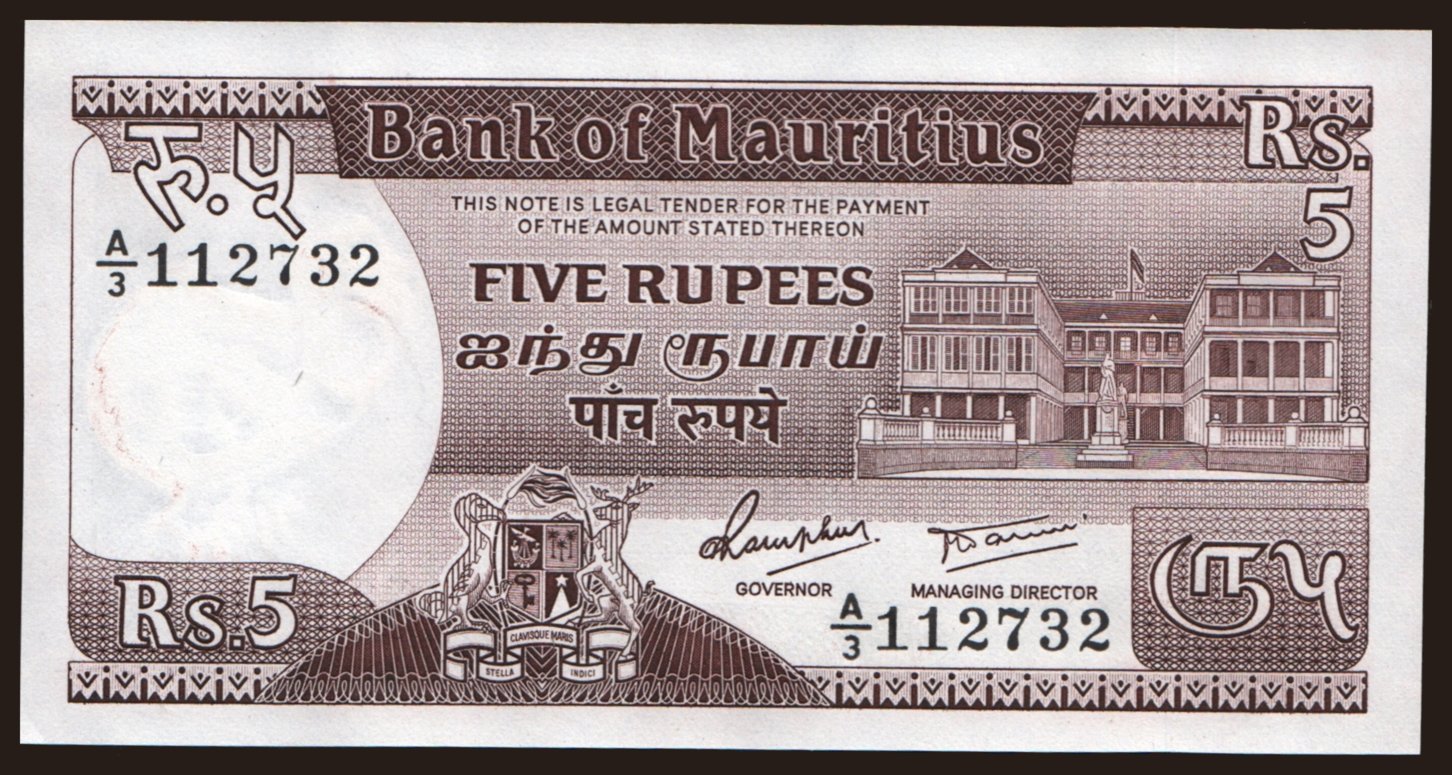 Bank of Mauritius
Rs.
5
रु. ५
A/3 112732
THIS NOTE IS LEGAL TENDER FOR THE PAYMENT
OF THE AMOUNT STATED THEREON
FIVE RUPEES
ஐந்து ரூபாய்
पाँच रुपये
GOVERNOR
MANAGING DIRECTOR
A/3 112732
Rs.5
CLAVISQUE MARIS
STELLA
INDICI
ரூ ௫